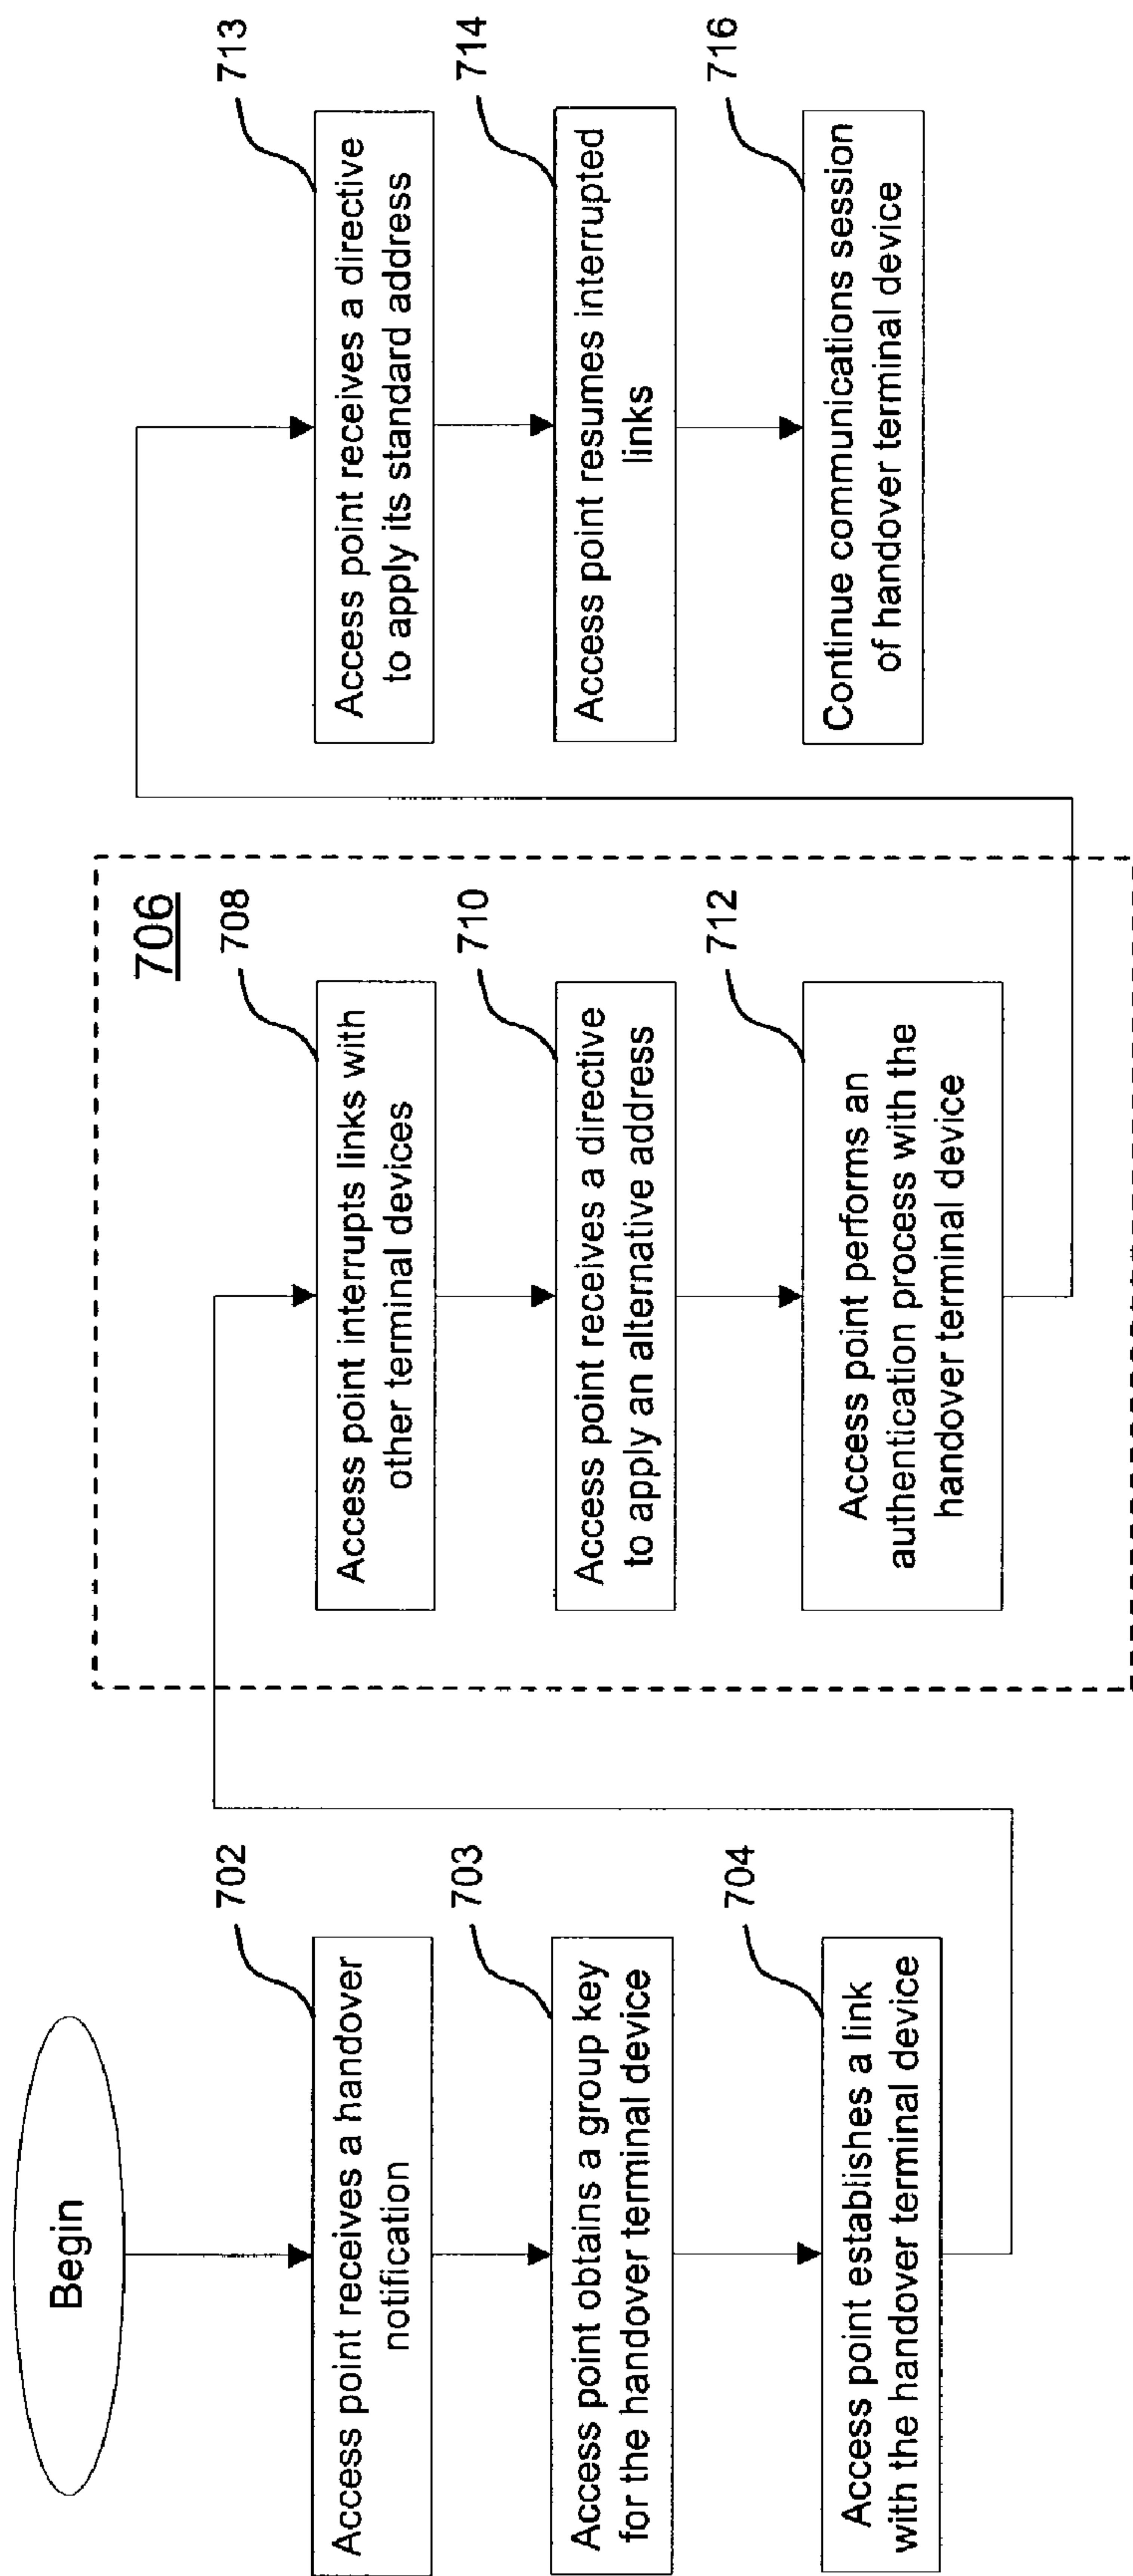 Begin
702
Access point receives a handover
notification
703
Access point obtains a group key
for the handover terminal device
704
Access point establishes a link
with the handover terminal device
706
708
Access point interrupts links with
other terminal devices
710
Access point receives a directive
to apply an alternative address
712
Access point performs an
authentication process with the
handover terminal device
713
Access point receives a directive
to apply its standard address
714
Access point resumes interrupted
links
716
Continue communications session
of handover terminal device